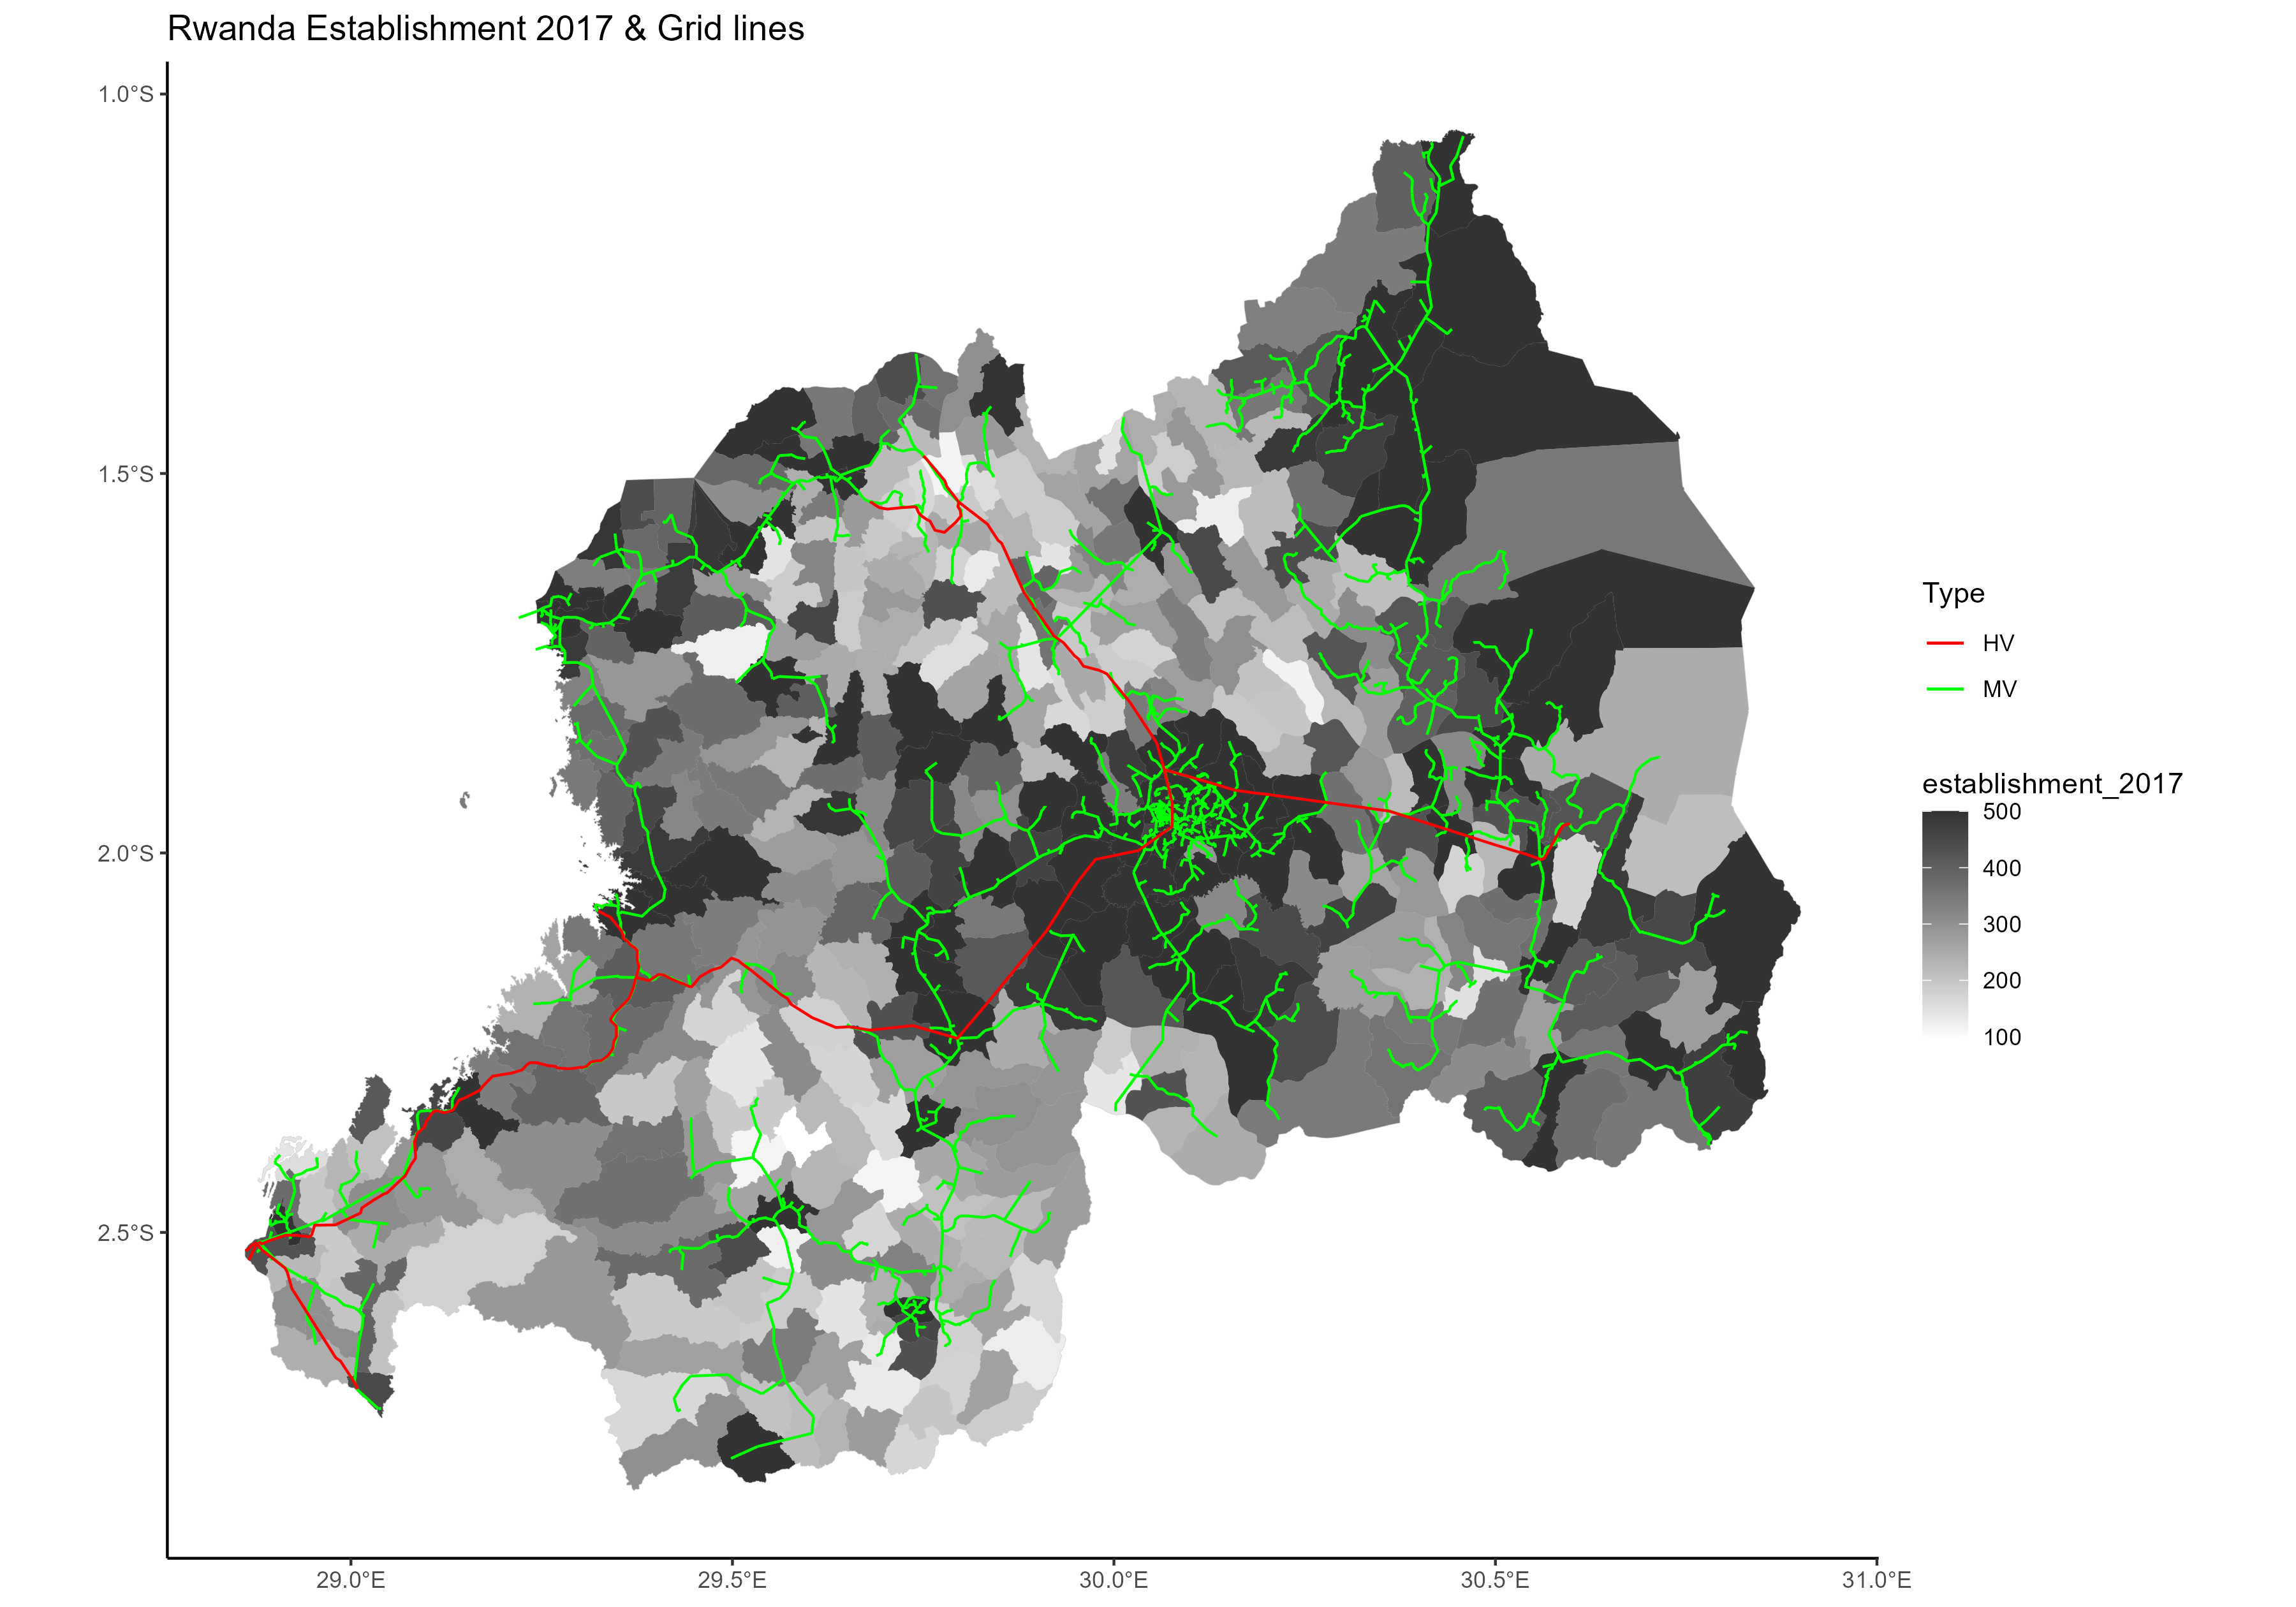 Rwanda Establishment 2017 & Grid lines
1.0°S
1.5°S
2.0°S
2.5°S
29.0°E
29.5°E
30.0°E
30.5°E
31.0°E
Type
HV
MV
establishment_2017
500
400
300
200
100